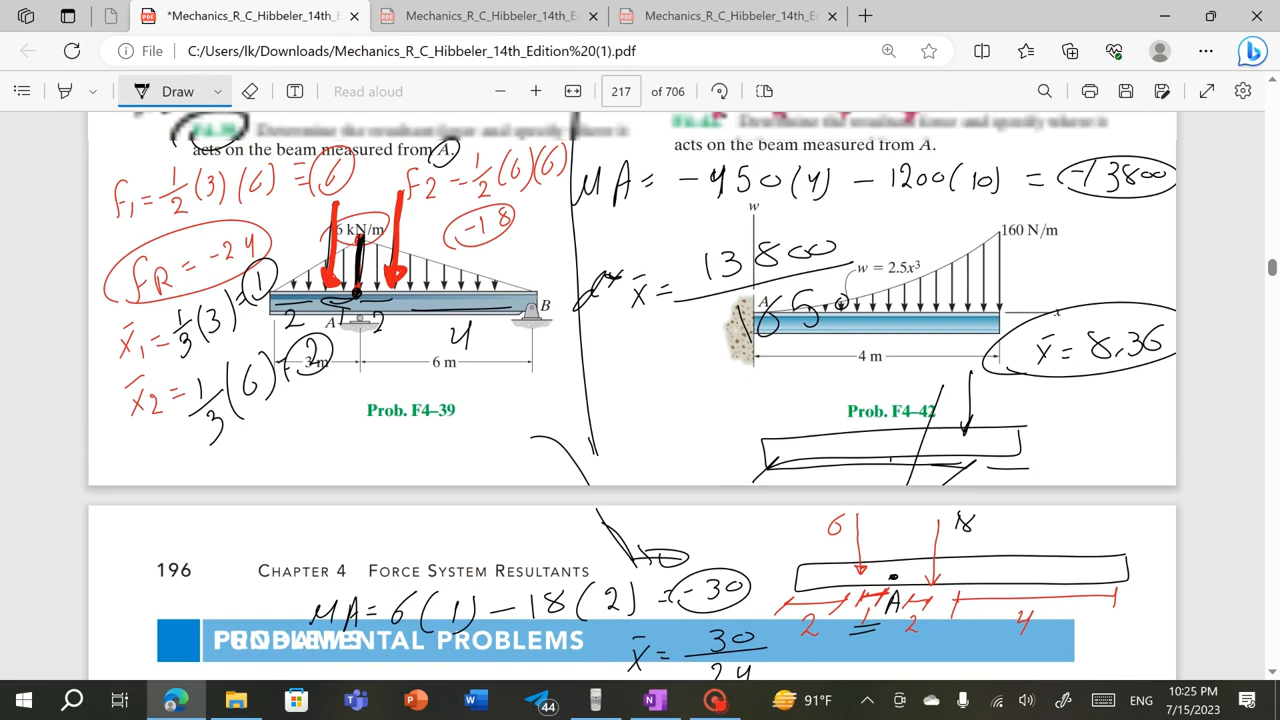 *Mechanics_R_C_Hibbeler_14th_E
Mechanics_R_C_Hibbeler_14th_Edit
Mechanics_R_C_Hibbeler_14th_Edit
File
C:/Users/lk/Downloads/Mechanics_R_C_Hibbeler_14th_Edition%20(1).pdf
Draw
Read aloud
217 of 706
acts on the beam measured from A.
acts on the beam measured from A.
f1 = 1/2 (3)(6) = 6
f2 = 1/2 (6)(6)
-18
MA = -450(4) - 1200(10) = -13800
fR = -24
6 kN/m
w
160 N/m
w = 2.5x³
x̄ = 13800 / 1650
A
x
x̄ = 8,36
x̄1 = 1/3 (3) = 1
x̄2 = 1/3 (6) = 2
2 1 2 4
A
B
3 m
6 m
4 m
Prob. F4–39
Prob. F4–42
6
18
196 CHAPTER 4 FORCE SYSTEM RESULTANTS
MA = 6(1) - 18(2) = -30
A
2 1 2 4
FUNDAMENTAL PROBLEMS
x̄ = 30 / 24
44
91°F
ENG
10:25 PM
7/15/2023